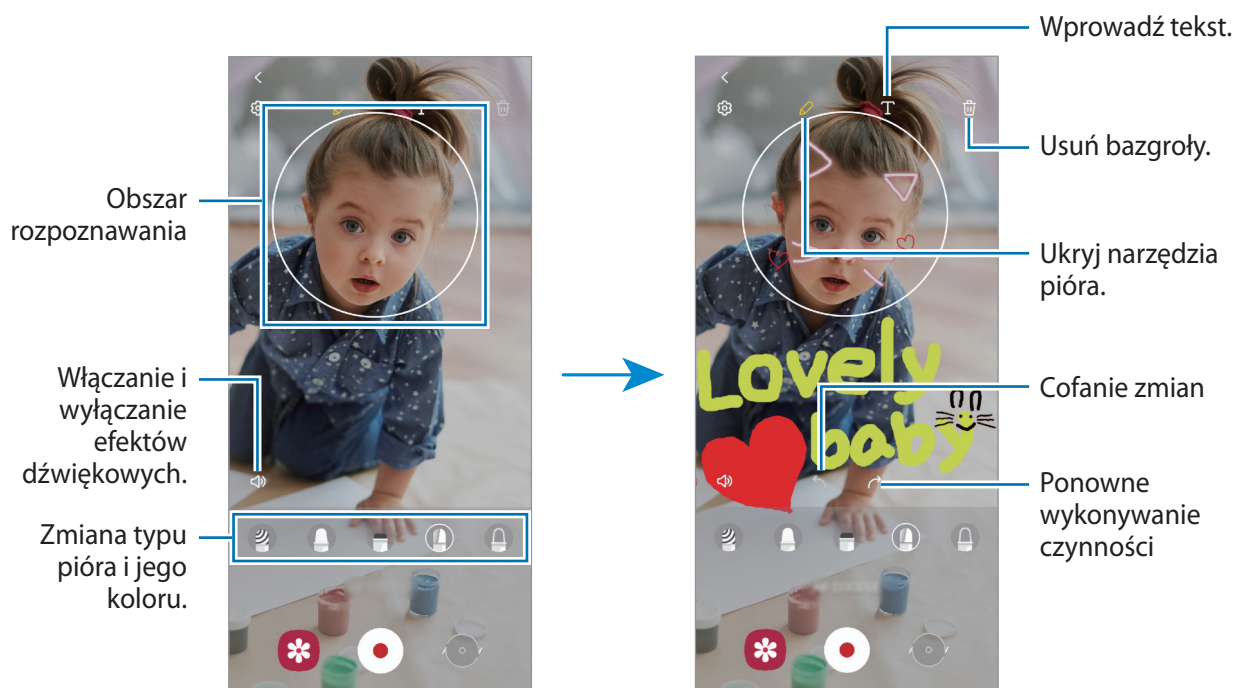 Obszar
rozpoznawania
Włączanie i
wyłączanie
efektów
dźwiękowych.
Zmiana typu
pióra i jego
koloru.
Wprowadź tekst.
Usuń bazgroły.
Ukryj narzędzia
pióra.
Cofanie zmian
Ponowne
wykonywanie
czynności
T
Lovely
baby